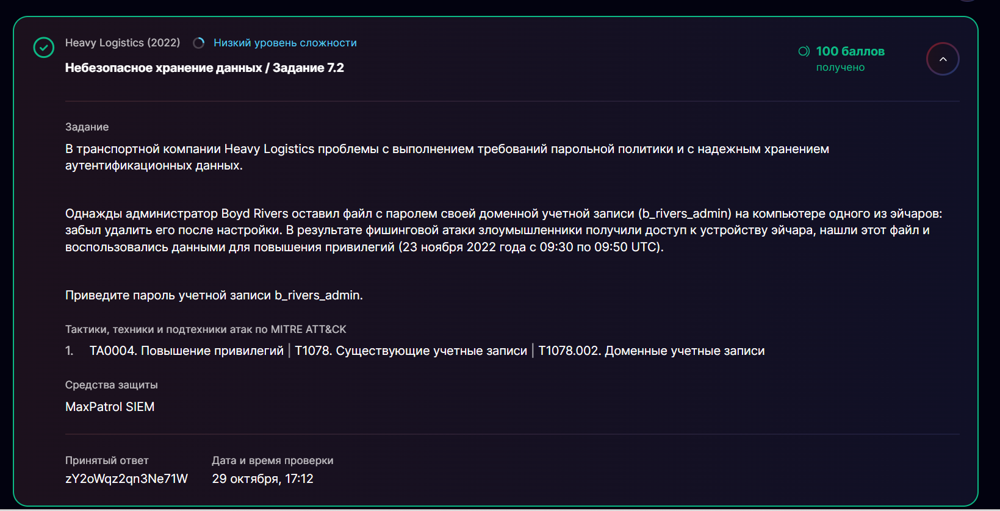 Heavy Logistics (2022) Низкий уровень сложности
Небезопасное хранение данных / Задание 7.2
100 баллов
получено
Задание
В транспортной компании Heavy Logistics проблемы с выполнением требований парольной политики и с надежным хранением
аутентификационных данных.
Однажды администратор Boyd Rivers оставил файл с паролем своей доменной учетной записи (b_rivers_admin) на компьютере одного из эйчаров:
забыл удалить его после настройки. В результате фишинговой атаки злоумышленники получили доступ к устройству эйчара, нашли этот файл и
воспользовались данными для повышения привилегий (23 ноября 2022 года с 09:30 по 09:50 UTC).
Приведите пароль учетной записи b_rivers_admin.
Тактики, техники и подтехники атак по MITRE ATT&CK
1. TA0004. Повышение привилегий | T1078. Существующие учетные записи | T1078.002. Доменные учетные записи
Средства защиты
MaxPatrol SIEM
Принятый ответ Дата и время проверки
zY2oWqz2qn3Ne71W 29 октября, 17:12